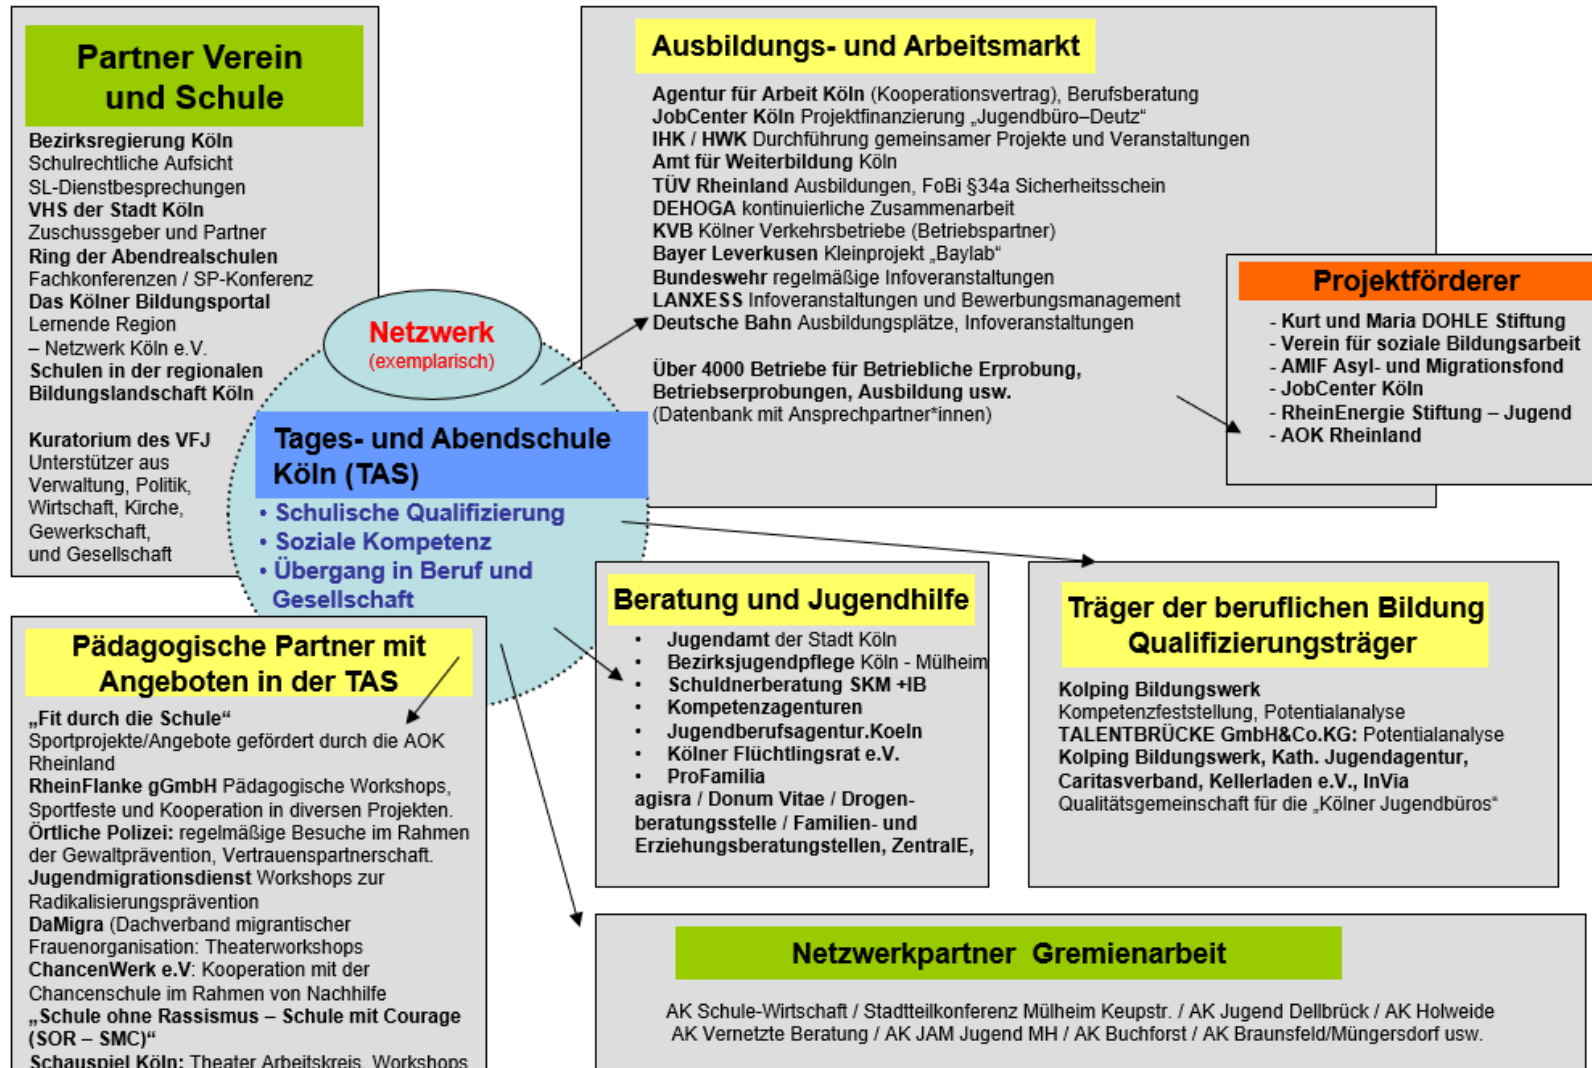 Partner Verein
und Schule
Bezirksregierung Köln
Schulrechtliche Aufsicht
SL-Dienstbesprechungen
VHS der Stadt Köln
Zuschussgeber und Partner
Ring der Abendrealschulen
Fachkonferenzen / SP-Konferenz
Das Kölner Bildungsportal
Lernende Region
– Netzwerk Köln e.V.
Schulen in der regionalen
Bildungslandschaft Köln
Kuratorium des VFJ
Unterstützer aus
Verwaltung, Politik,
Wirtschaft, Kirche,
Gewerkschaft,
und Gesellschaft
Ausbildungs- und Arbeitsmarkt
Agentur für Arbeit Köln (Kooperationsvertrag), Berufsberatung
JobCenter Köln Projektfinanzierung „Jugendbüro–Deutz“
IHK / HWK Durchführung gemeinsamer Projekte und Veranstaltungen
Amt für Weiterbildung Köln
TÜV Rheinland Ausbildungen, FoBi §34a Sicherheitsschein
DEHOGA kontinuierliche Zusammenarbeit
KVB Kölner Verkehrsbetriebe (Betriebspartner)
Bayer Leverkusen Kleinprojekt „Baylab“
Bundeswehr regelmäßige Infoveranstaltungen
LANXESS Infoveranstaltungen und Bewerbungsmanagement
Deutsche Bahn Ausbildungsplätze, Infoveranstaltungen
Über 4000 Betriebe für Betriebliche Erprobung,
Betriebserprobungen, Ausbildung usw.
(Datenbank mit Ansprechpartner*innen)
Projektförderer
- Kurt und Maria DOHLE Stiftung
- Verein für soziale Bildungsarbeit
- AMIF Asyl- und Migrationsfond
- JobCenter Köln
- RheinEnergie Stiftung – Jugend
- AOK Rheinland
Netzwerk
(exemplarisch)
Tages- und Abendschule
Köln (TAS)
• Schulische Qualifizierung
• Soziale Kompetenz
• Übergang in Beruf und
Gesellschaft
Pädagogische Partner mit
Angeboten in der TAS
„Fit durch die Schule“
Sportprojekte/Angebote gefördert durch die AOK
Rheinland
RheinFlanke gGmbH Pädagogische Workshops,
Sportfeste und Kooperation in diversen Projekten.
Örtliche Polizei: regelmäßige Besuche im Rahmen
der Gewaltprävention, Vertrauenspartnerschaft.
Jugendmigrationsdienst Workshops zur
Radikalisierungsprävention
DaMigra (Dachverband migrantischer
Frauenorganisation: Theaterworkshops
ChancenWerk e.V: Kooperation mit der
Chancenschule im Rahmen von Nachhilfe
„Schule ohne Rassismus – Schule mit Courage
(SOR – SMC)“
Schauspiel Köln: Theater Arbeitskreis, Workshops
Beratung und Jugendhilfe
• Jugendamt der Stadt Köln
• Bezirksjugendpflege Köln - Mülheim
• Schuldnerberatung SKM +IB
• Kompetenzagenturen
• Jugendberufsagentur.Koeln
• Kölner Flüchtlingsrat e.V.
• ProFamilia
agisra / Donum Vitae / Drogen-
beratungsstelle / Familien- und
Erziehungsberatungstellen, ZentralE,
Träger der beruflichen Bildung
Qualifizierungsträger
Kolping Bildungswerk
Kompetenzfeststellung, Potentialanalyse
TALENTBRÜCKE GmbH&Co.KG: Potentialanalyse
Kolping Bildungswerk, Kath. Jugendagentur,
Caritasverband, Kellerladen e.V., InVia
Qualitätsgemeinschaft für die „Kölner Jugendbüros“
Netzwerkpartner Gremienarbeit
AK Schule-Wirtschaft / Stadtteilkonferenz Mülheim Keupstr. / AK Jugend Dellbrück / AK Holweide
AK Vernetzte Beratung / AK JAM Jugend MH / AK Buchforst / AK Braunsfeld/Müngersdorf usw.